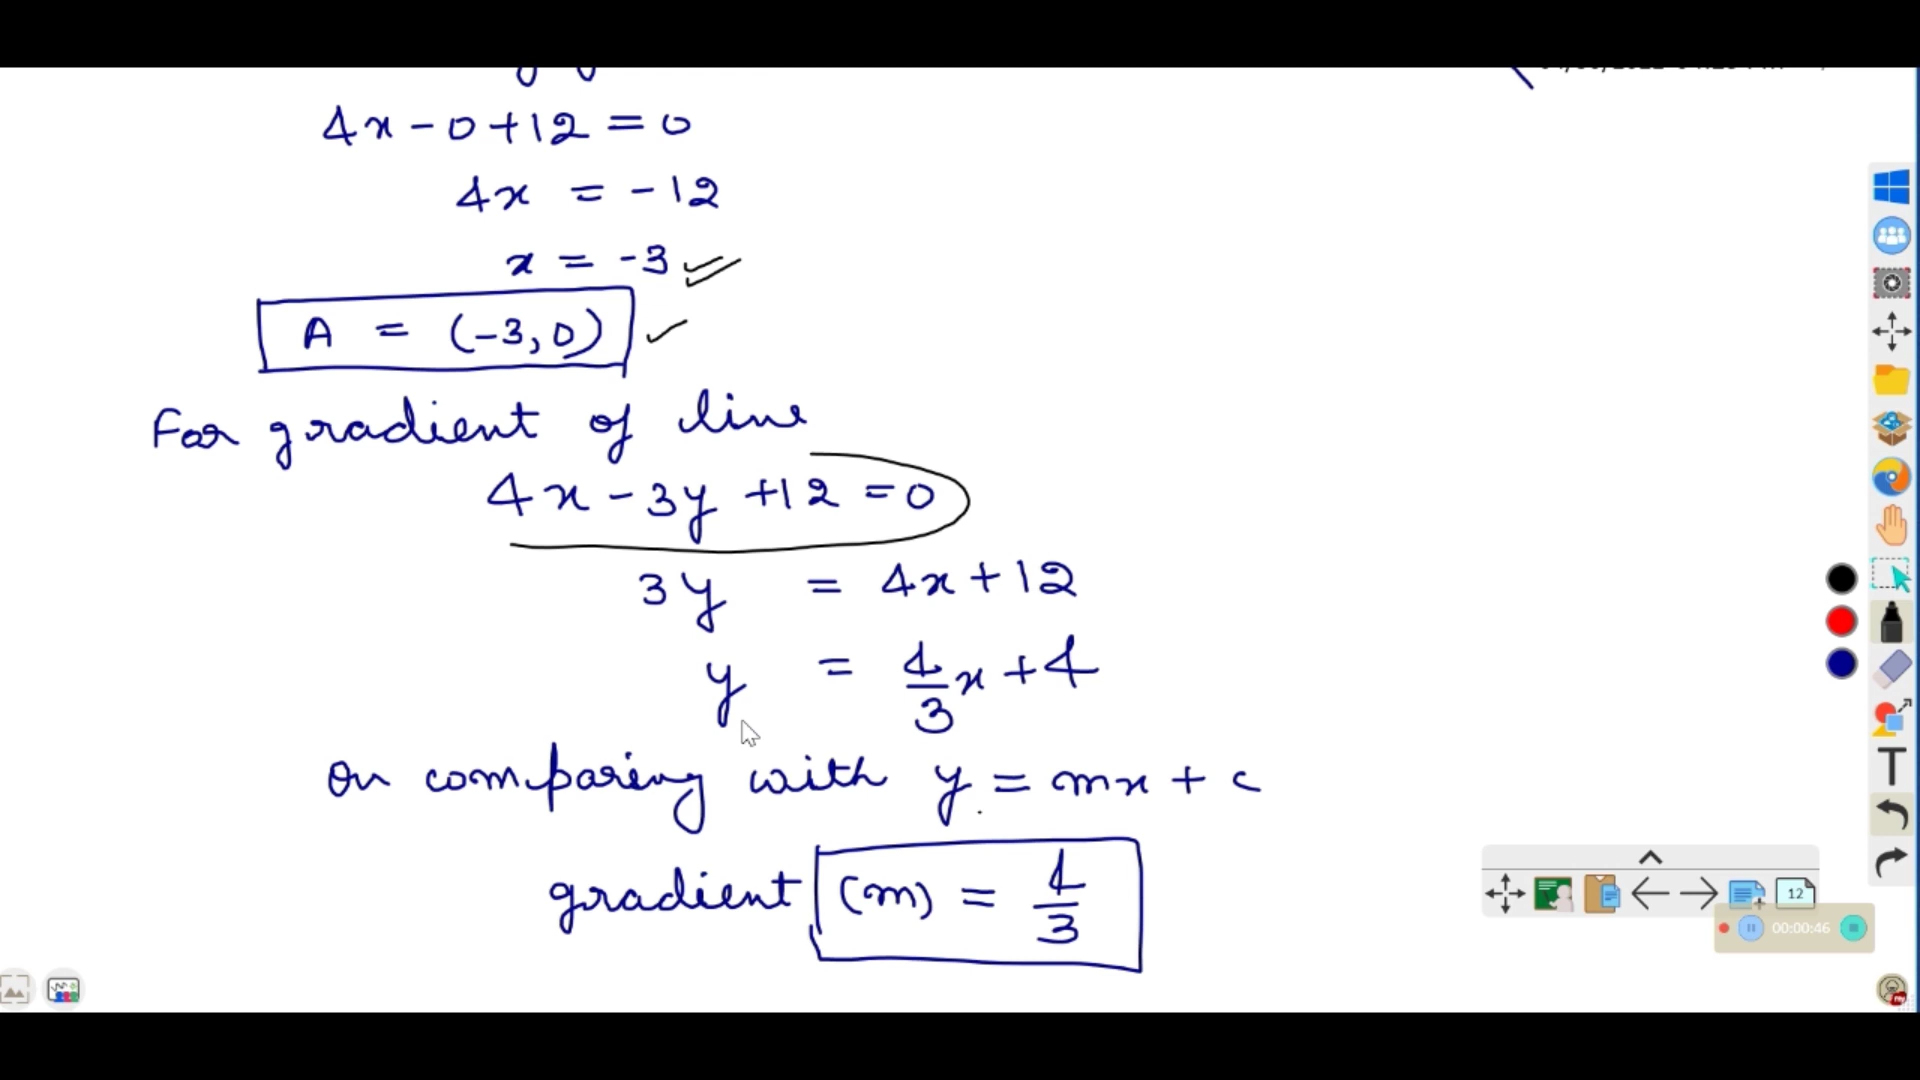 4x - 0 + 12 = 0
4x = -12
x = -3
A = (-3, 0)
For gradient of line
4x - 3y + 12 = 0
3y = 4x + 12
y = 4/3 x + 4
On comparing with y = mx + c
gradient (m) = 4/3
T
12
00:00:46